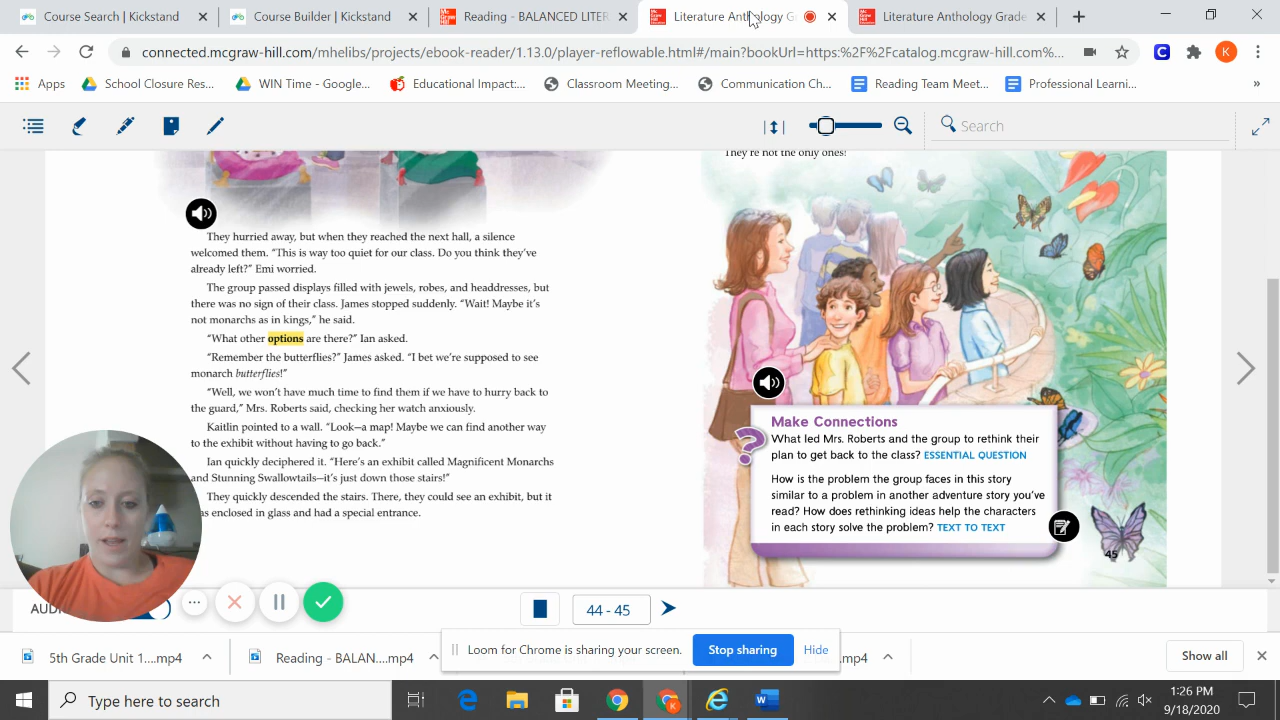 Course Search | Kickstand
Course Builder | Kickstand
Reading - BALANCED LITER
Literature Anthology G
Literature Anthology Grade
connected.mcgraw-hill.com/mhelibs/projects/ebook-reader/1.13.0/player-reflowable.html#/main?bookUrl=https:%2F%2Fcatalog.mcgraw-hill.com%...
C
K
Apps
School Closure Res...
WIN Time - Google...
Educational Impact:...
Classroom Meeting...
Communication Ch...
Reading Team Meet...
Professional Learni...
»
Search
They hurried away, but when they reached the next hall, a silence
welcomed them. “This is way too quiet for our class. Do you think they’ve
already left?” Emi worried.
The group passed displays filled with jewels, robes, and headdresses, but
there was no sign of their class. James stopped suddenly. “Wait! Maybe it’s
not monarchs as in kings,” he said.
“What other options are there?” Ian asked.
“Remember the butterflies?” James asked. “I bet we’re supposed to see
monarch butterflies!”
“Well, we won’t have much time to find them if we have to hurry back to
the guard,” Mrs. Roberts said, checking her watch anxiously.
Kaitlin pointed to a wall. “Look—a map! Maybe we can find another way
to the exhibit without having to go back.”
Ian quickly deciphered it. “Here’s an exhibit called Magnificent Monarchs
and Stunning Swallowtails—it’s just down those stairs!”
They quickly descended the stairs. There, they could see an exhibit, but it
as enclosed in glass and had a special entrance.
They’re not the only ones!
Make Connections
What led Mrs. Roberts and the group to rethink their
plan to get back to the class? ESSENTIAL QUESTION
How is the problem the group faces in this story
similar to a problem in another adventure story you’ve
read? How does rethinking ideas help the characters
in each story solve the problem? TEXT TO TEXT
45
AUD
44 - 45
Loom for Chrome is sharing your screen.
Stop sharing
Hide
5th Grade Unit 1....mp4
Reading - BALAN....mp4
mp4
Show all
Type here to search
1:26 PM
9/18/2020